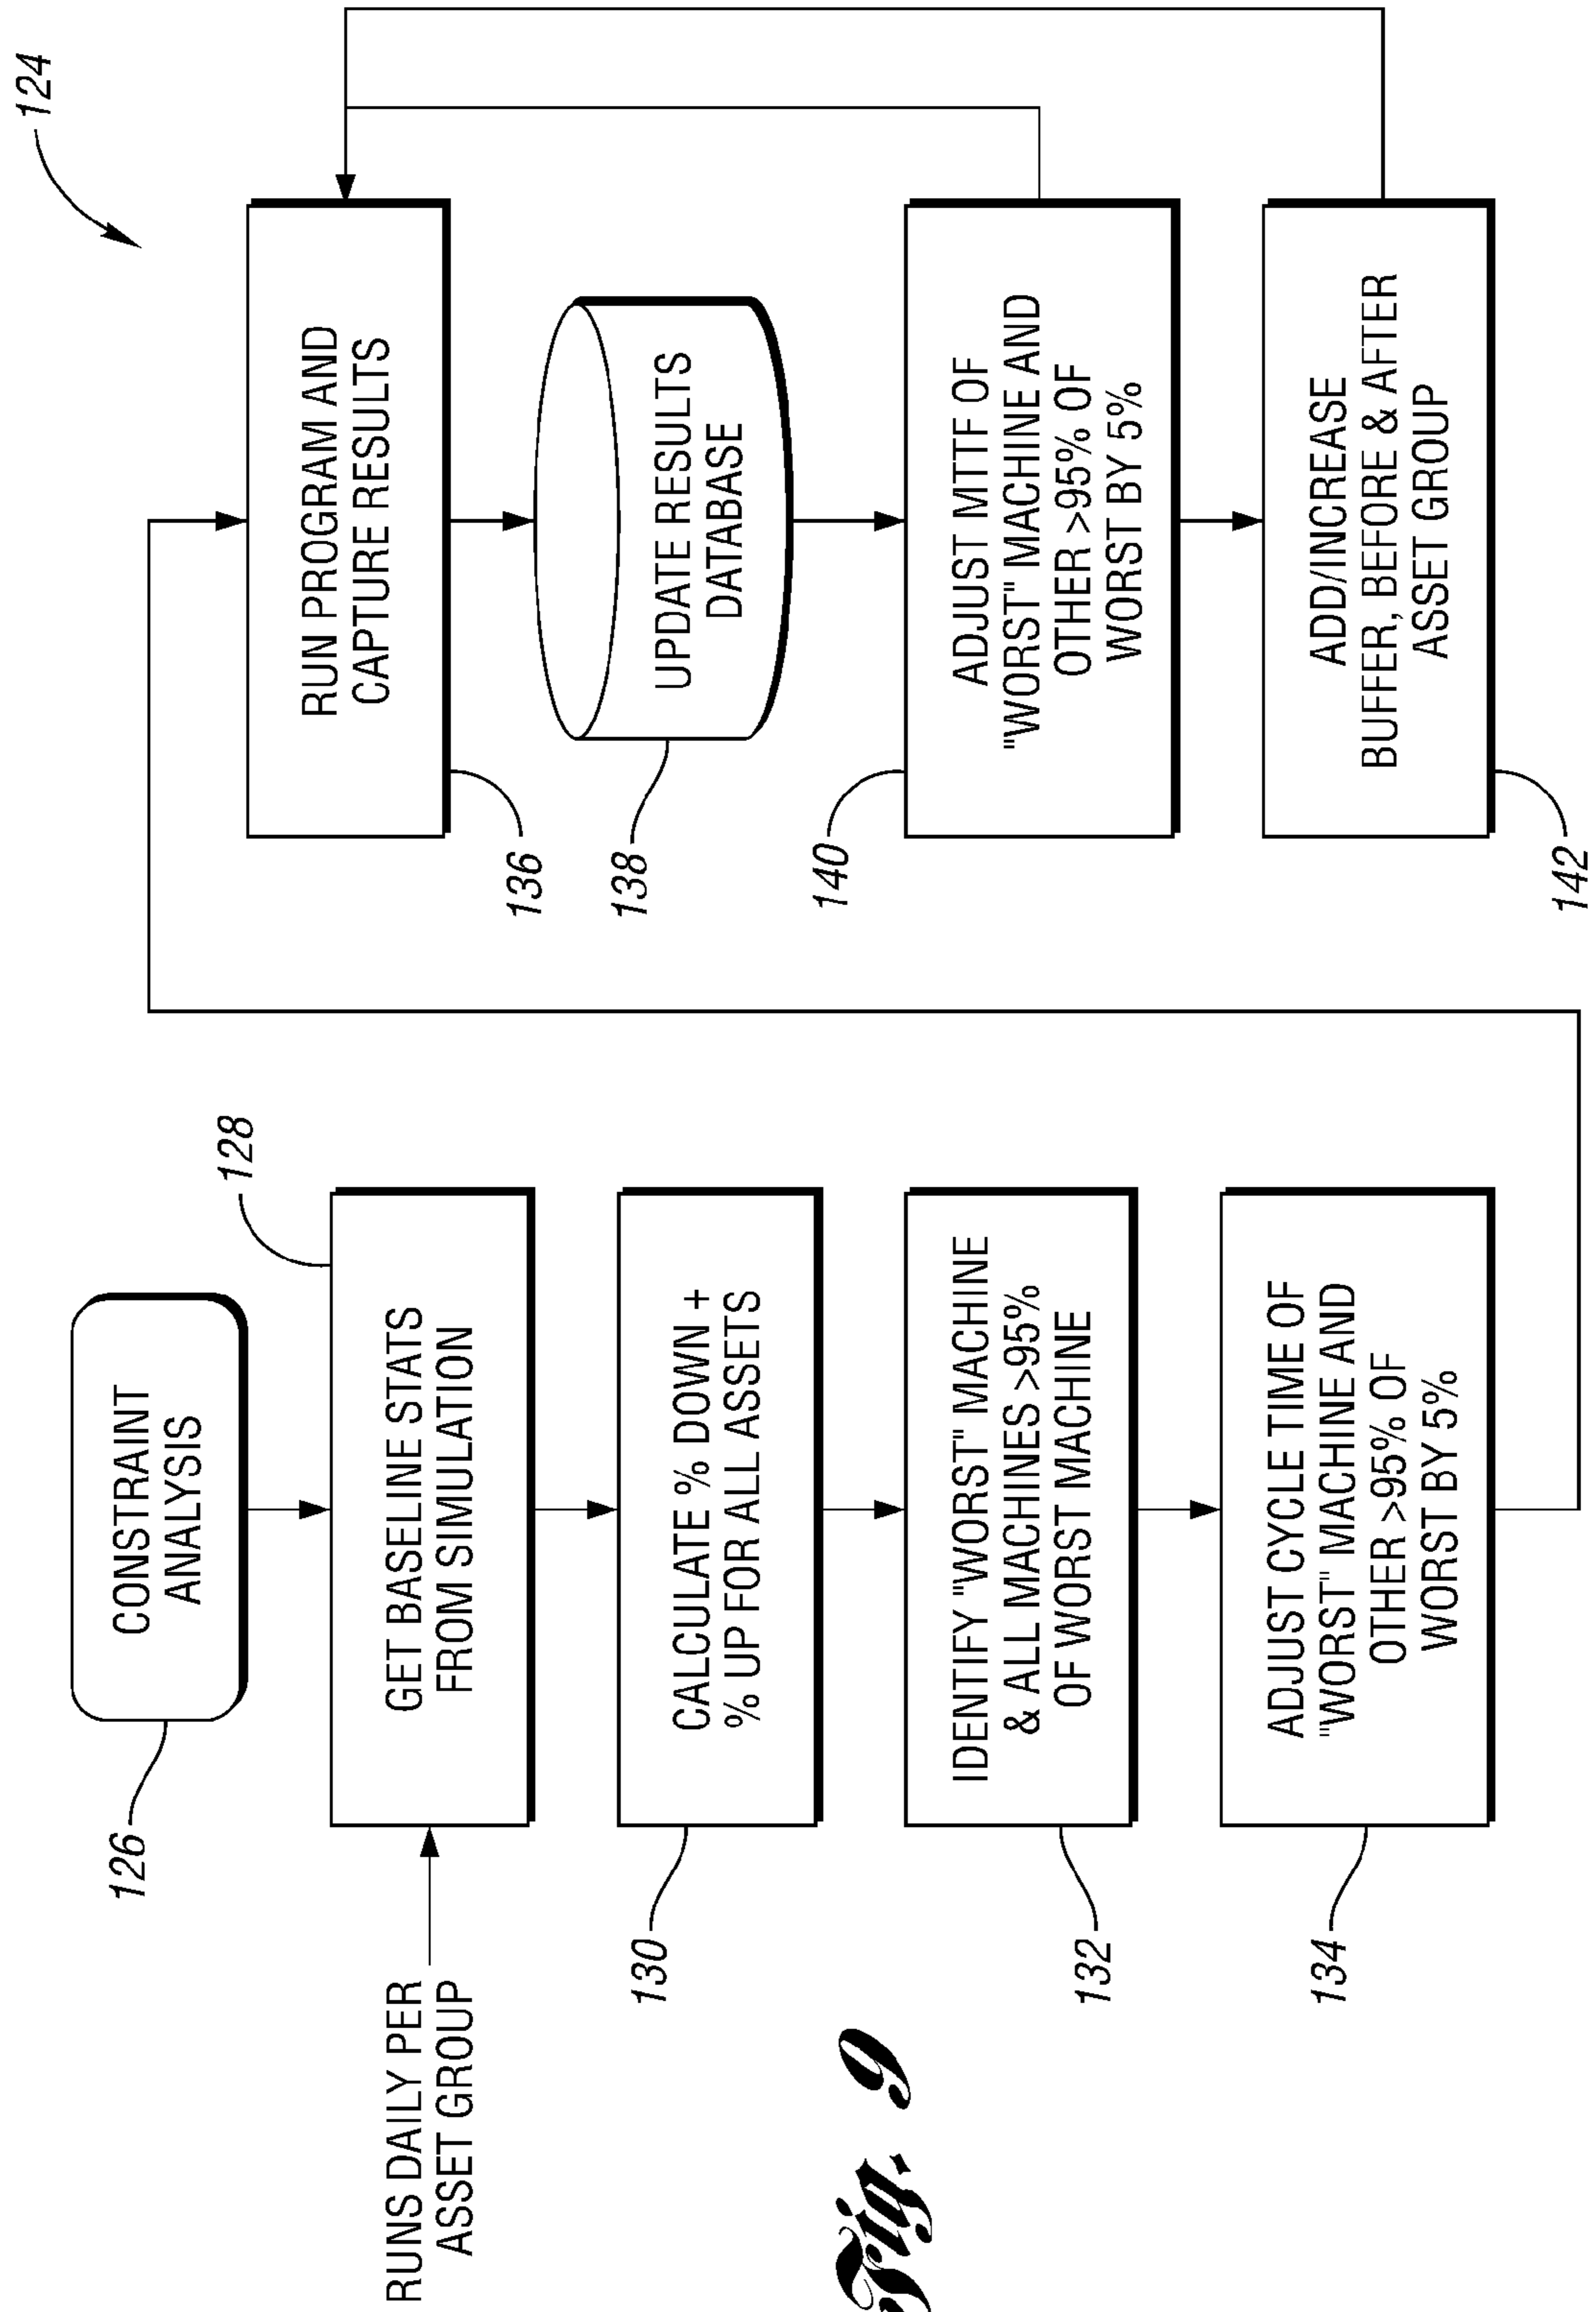 124
126
CONSTRAINT
ANALYSIS
128
RUNS DAILY PER
ASSET GROUP
GET BASELINE STATS
FROM SIMULATION
130
CALCULATE % DOWN +
% UP FOR ALL ASSETS
132
IDENTIFY "WORST" MACHINE
& ALL MACHINES >95%
OF WORST MACHINE
134
ADJUST CYCLE TIME OF
"WORST" MACHINE AND
OTHER >95% OF
WORST BY 5%
RUN PROGRAM AND
CAPTURE RESULTS
136
UPDATE RESULTS
DATABASE
138
140
ADJUST MTTF OF
"WORST" MACHINE AND
OTHER >95% OF
WORST BY 5%
ADD/INCREASE
BUFFER, BEFORE & AFTER
ASSET GROUP
142
Fig. 9